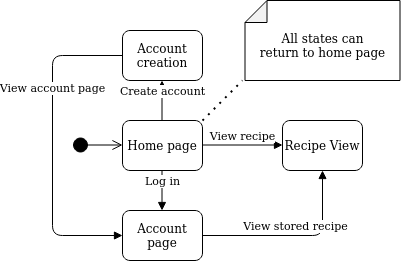 All states can
return to home page
Account
creation
View account page
Create account
Home page
View recipe
Recipe View
Log in
Account
page
View stored recipe